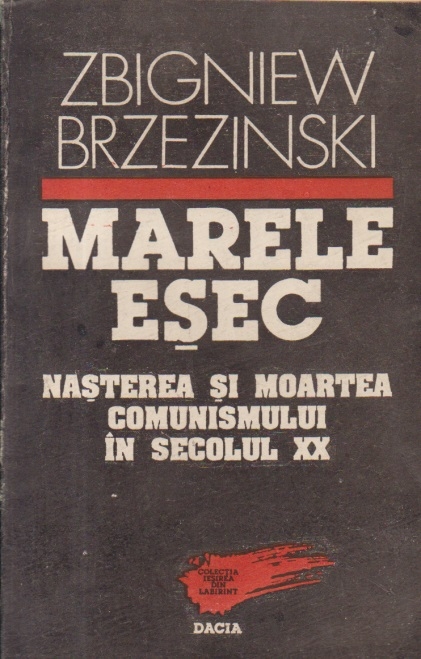 ZBIGNIEW
BRZEZINSKI
MARELE
EȘEC
NAȘTEREA ȘI MOARTEA
COMUNISMULUI
ÎN SECOLUL XX
COLECȚIA
IEȘIREA
DIN
LABIRINT
DACIA